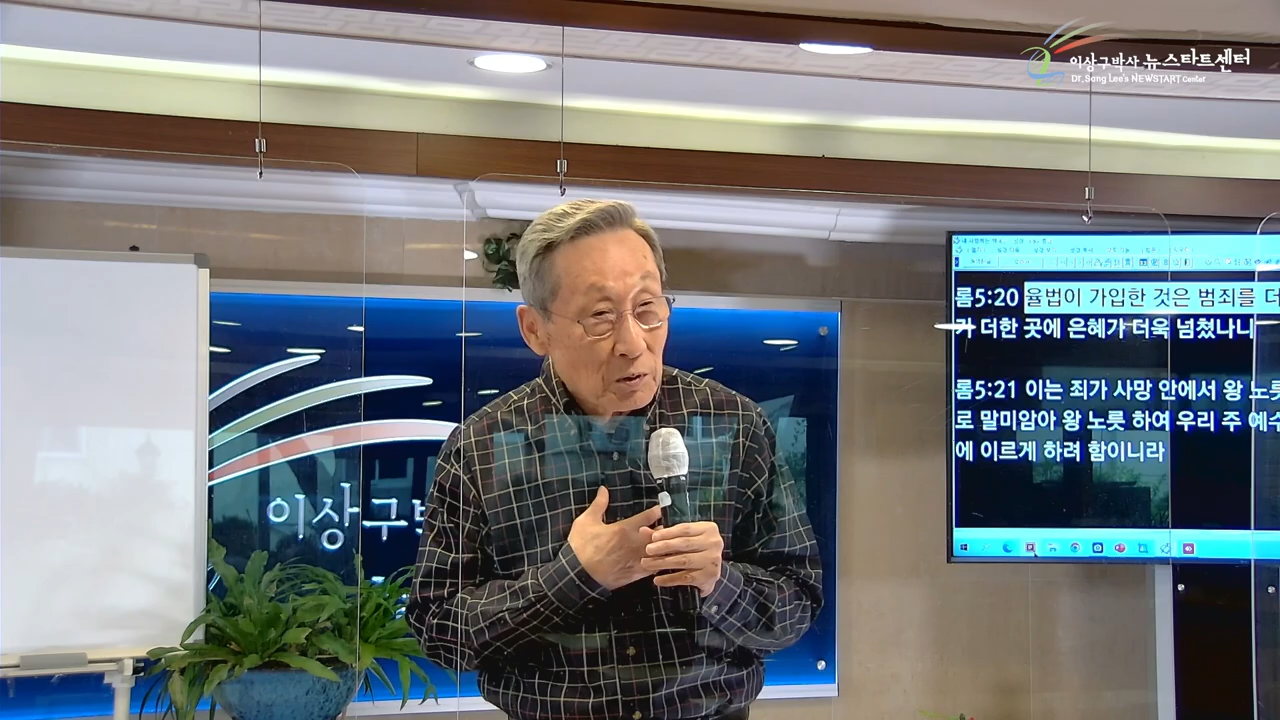 이상구박사 뉴스타트센터
Dr. Sang Lee's NEWSTART Center
롬5:20 율법이 가입한 것은 범죄를 더
가 더한 곳에 은혜가 더욱 넘쳤나니
롬5:21 이는 죄가 사망 안에서 왕 노릇
로 말미암아 왕 노릇 하여 우리 주 예수
에 이르게 하려 함이니라
이상구